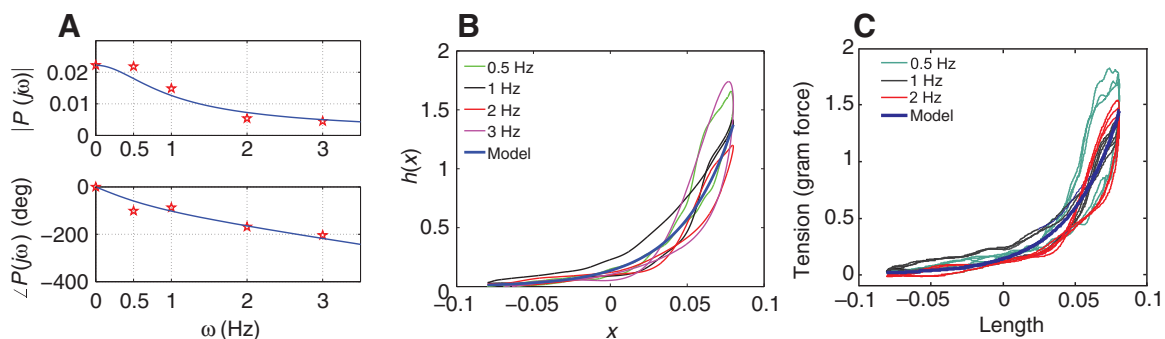 A
|P (jω)|
0.02
0.01
0
0 0.5 1 2 3
∠P(jω) (deg)
0
−200
−400
0 0.5 1 2 3
ω (Hz)
B
h(x)
2
1.5
1
0.5
0
−0.1 −0.05 0 0.05 0.1
x
0.5 Hz
1 Hz
2 Hz
3 Hz
Model
C
Tension (gram force)
2
1.5
1
0.5
0
−0.1 −0.05 0 0.05 0.1
Length
0.5 Hz
1 Hz
2 Hz
Model